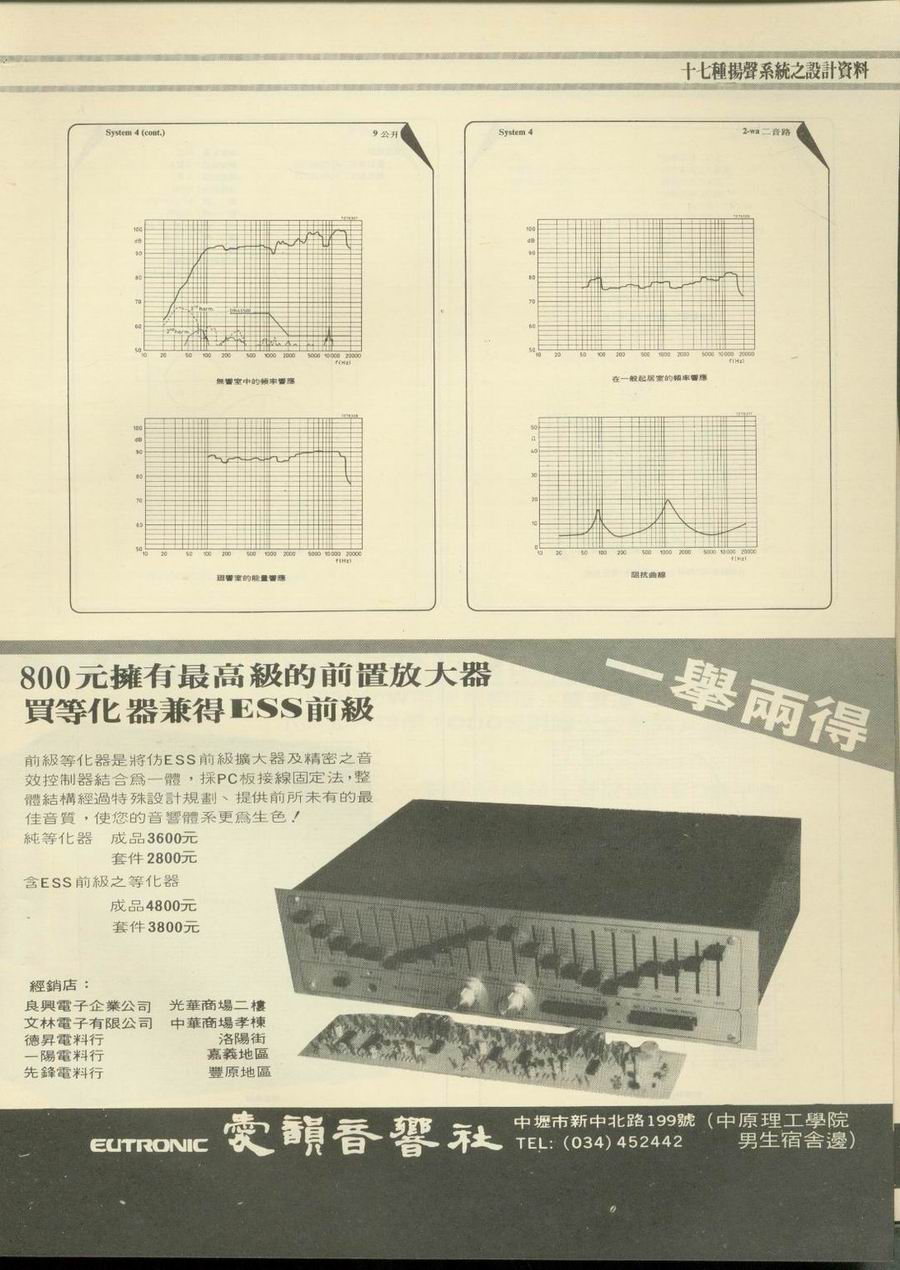 十七種揚聲系統之設計資料
System 4 (cont.)
9 公升
100
dB
90
80
70
60
50
2nd harm.
3rd harm.
10 20 50 100 200 500 1000 2000 5000 10000 20000
f(Hz)
無響室中的頻率響應
100
dB
90
80
70
60
50
10 20 50 100 200 500 1000 2000 5000 10000 20000
f(Hz)
迴響室的能量響應
System 4
2-wa 二音路
100
dB
90
80
70
60
50
10 20 50 100 200 500 1000 2000 5000 10000 20000
f(Hz)
在一般起居室的頻率響應
50
Ω
40
30
20
10
0
10 20 50 100 200 500 1000 2000 5000 10000 20000
f(Hz)
阻抗曲線
一舉兩得
800元擁有最高級的前置放大器
買等化器兼得ESS前級
前級等化器是將仿ESS前級擴大器及精密之音
效控制器結合為一體，採PC板接線固定法，整
體結構經過特殊設計規劃、提供前所未有的最
佳音質，使您的音響體系更為生色！
純等化器 成品3600元
套件2800元
含ESS前級之等化器
成品4800元
套件3800元
經銷店：
良興電子企業公司 光華商場二樓
文林電子有限公司 中華商場孝棟
德昇電料行 洛陽街
一陽電料行 嘉義地區
先鋒電料行 豐原地區
EUTRONIC 愛韻音響社
中壢市新中北路199號（中原理工學院
TEL: (034) 452442 男生宿舍邊）